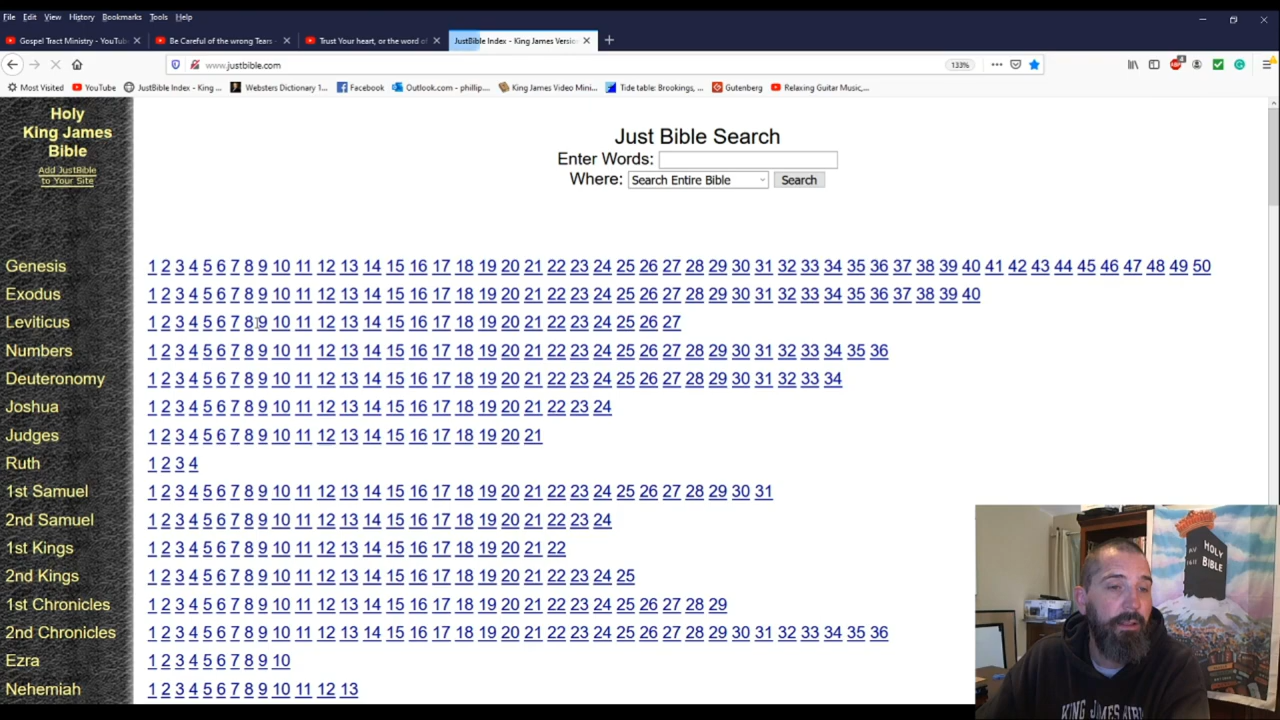 File Edit View History Bookmarks Tools Help
Gospel Tract Ministry - YouTub Be Careful of the wrong Tears - Trust Your heart, or the word of JustBible Index - King James Versio
www.justbible.com 133%
Most Visited YouTube JustBible Index - King ... Websters Dictionary 1... Facebook Outlook.com - phillip... King James Video Mini... Tide table: Brookings, ... Gutenberg Relaxing Guitar Music,...
Holy
King James
Bible
Add JustBible
to Your Site
Just Bible Search
Enter Words:
Where: Search Entire Bible Search
Genesis 1 2 3 4 5 6 7 8 9 10 11 12 13 14 15 16 17 18 19 20 21 22 23 24 25 26 27 28 29 30 31 32 33 34 35 36 37 38 39 40 41 42 43 44 45 46 47 48 49 50
Exodus 1 2 3 4 5 6 7 8 9 10 11 12 13 14 15 16 17 18 19 20 21 22 23 24 25 26 27 28 29 30 31 32 33 34 35 36 37 38 39 40
Leviticus 1 2 3 4 5 6 7 8 9 10 11 12 13 14 15 16 17 18 19 20 21 22 23 24 25 26 27
Numbers 1 2 3 4 5 6 7 8 9 10 11 12 13 14 15 16 17 18 19 20 21 22 23 24 25 26 27 28 29 30 31 32 33 34 35 36
Deuteronomy 1 2 3 4 5 6 7 8 9 10 11 12 13 14 15 16 17 18 19 20 21 22 23 24 25 26 27 28 29 30 31 32 33 34
Joshua 1 2 3 4 5 6 7 8 9 10 11 12 13 14 15 16 17 18 19 20 21 22 23 24
Judges 1 2 3 4 5 6 7 8 9 10 11 12 13 14 15 16 17 18 19 20 21
Ruth 1 2 3 4
1st Samuel 1 2 3 4 5 6 7 8 9 10 11 12 13 14 15 16 17 18 19 20 21 22 23 24 25 26 27 28 29 30 31
2nd Samuel 1 2 3 4 5 6 7 8 9 10 11 12 13 14 15 16 17 18 19 20 21 22 23 24
1st Kings 1 2 3 4 5 6 7 8 9 10 11 12 13 14 15 16 17 18 19 20 21 22
2nd Kings 1 2 3 4 5 6 7 8 9 10 11 12 13 14 15 16 17 18 19 20 21 22 23 24 25
1st Chronicles 1 2 3 4 5 6 7 8 9 10 11 12 13 14 15 16 17 18 19 20 21 22 23 24 25 26 27 28 29
2nd Chronicles 1 2 3 4 5 6 7 8 9 10 11 12 13 14 15 16 17 18 19 20 21 22 23 24 25 26 27 28 29 30 31 32 33 34 35 36
Ezra 1 2 3 4 5 6 7 8 9 10
Nehemiah 1 2 3 4 5 6 7 8 9 10 11 12 13
HOLY
BIBLE
KING JAMES